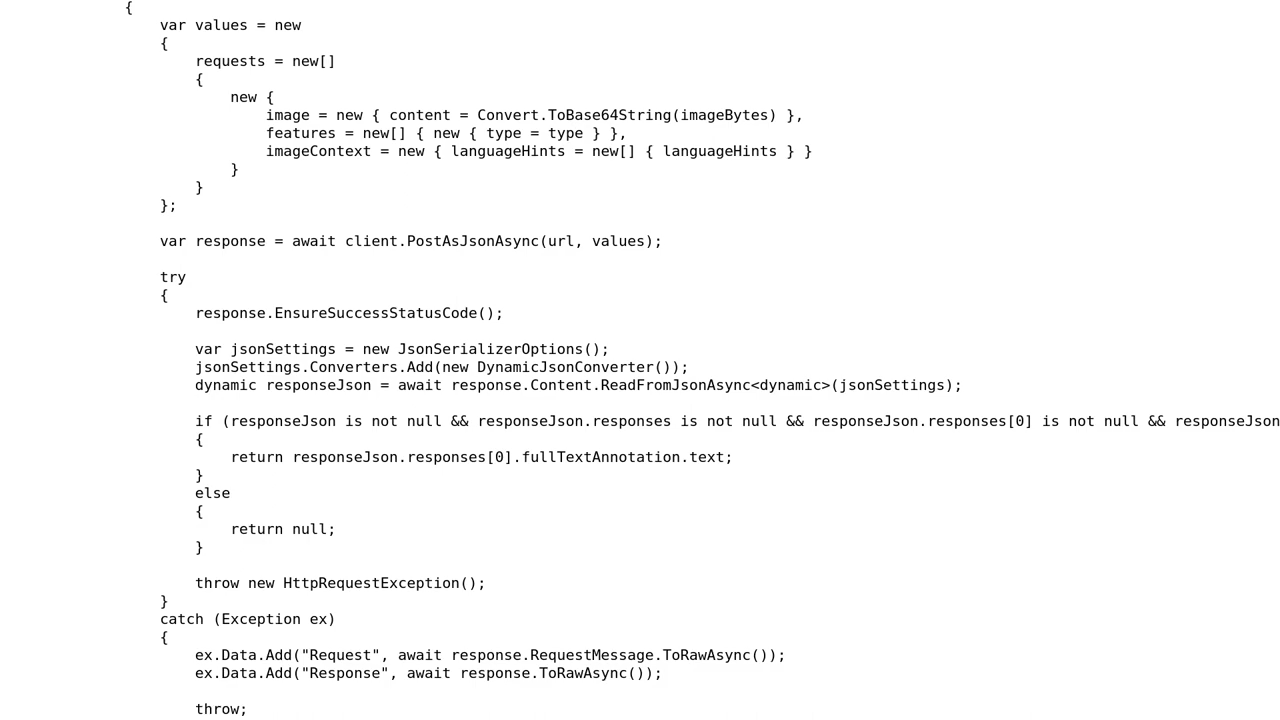 {
    var values = new
    {
        requests = new[]
        {
            new {
                image = new { content = Convert.ToBase64String(imageBytes) },
                features = new[] { new { type = type } },
                imageContext = new { languageHints = new[] { languageHints } }
            }
        }
    };

    var response = await client.PostAsJsonAsync(url, values);

    try
    {
        response.EnsureSuccessStatusCode();

        var jsonSettings = new JsonSerializerOptions();
        jsonSettings.Converters.Add(new DynamicJsonConverter());
        dynamic responseJson = await response.Content.ReadFromJsonAsync<dynamic>(jsonSettings);

        if (responseJson is not null && responseJson.responses is not null && responseJson.responses[0] is not null && responseJson
        {
            return responseJson.responses[0].fullTextAnnotation.text;
        }
        else
        {
            return null;
        }

        throw new HttpRequestException();
    }
    catch (Exception ex)
    {
        ex.Data.Add("Request", await response.RequestMessage.ToRawAsync());
        ex.Data.Add("Response", await response.ToRawAsync());

        throw;